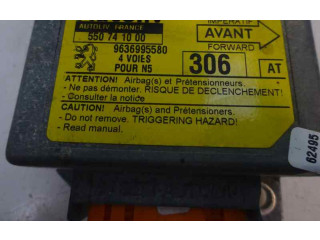 AUTOLIV FRANCE
IMPERATIF
550 74 10 00
AVANT
9636995580
FORWARD
4 VOIES
POUR N5
306
AT
ATTENTION! Airbag(s) et Prétensionneurs.
- Ne pas démonter. RISQUE DE DECLENCHEMENT!
- Consulter la notice
CAUTION! Airbag(s) and Prétensioners.
- Do not remove. TRIGGERING HAZARD!
- Read manual.
62495